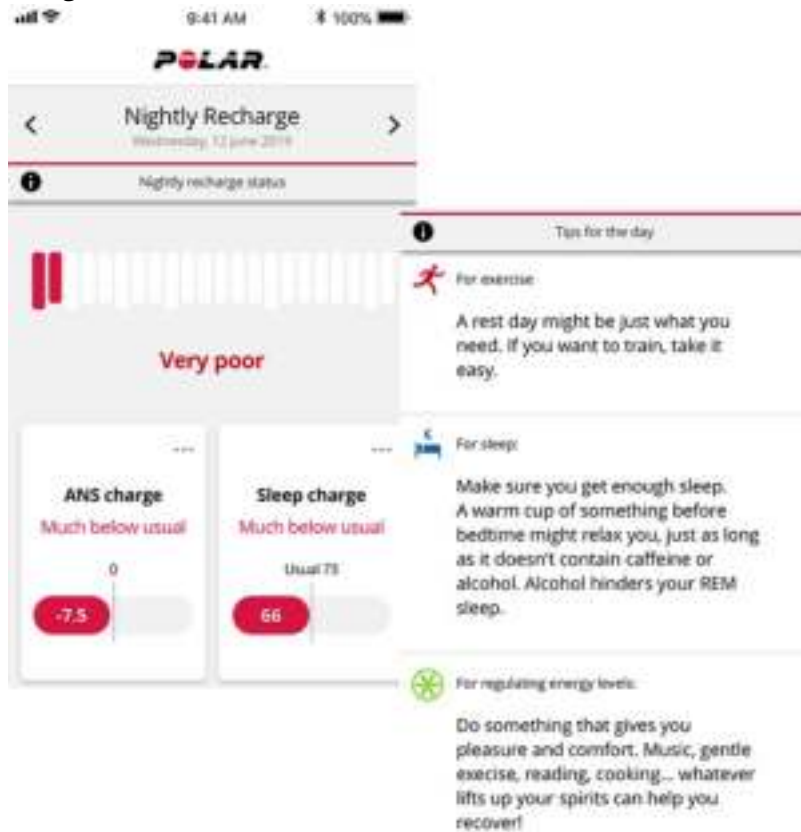 9:41 AM 100%
POLAR
Nightly Recharge
Wednesday, 12 June 2019
Nightly recharge status
Very poor
ANS charge
Much below usual
0
-7.5
Sleep charge
Much below usual
Usual 73
66
Tips for the day
For exercise
A rest day might be just what you
need. If you want to train, take it
easy.
For sleep:
Make sure you get enough sleep.
A warm cup of something before
bedtime might relax you, just as long
as it doesn't contain caffeine or
alcohol. Alcohol hinders your REM
sleep.
For regulating energy levels:
Do something that gives you
pleasure and comfort. Music, gentle
execise, reading, cooking... whatever
lifts up your spirits can help you
recover!